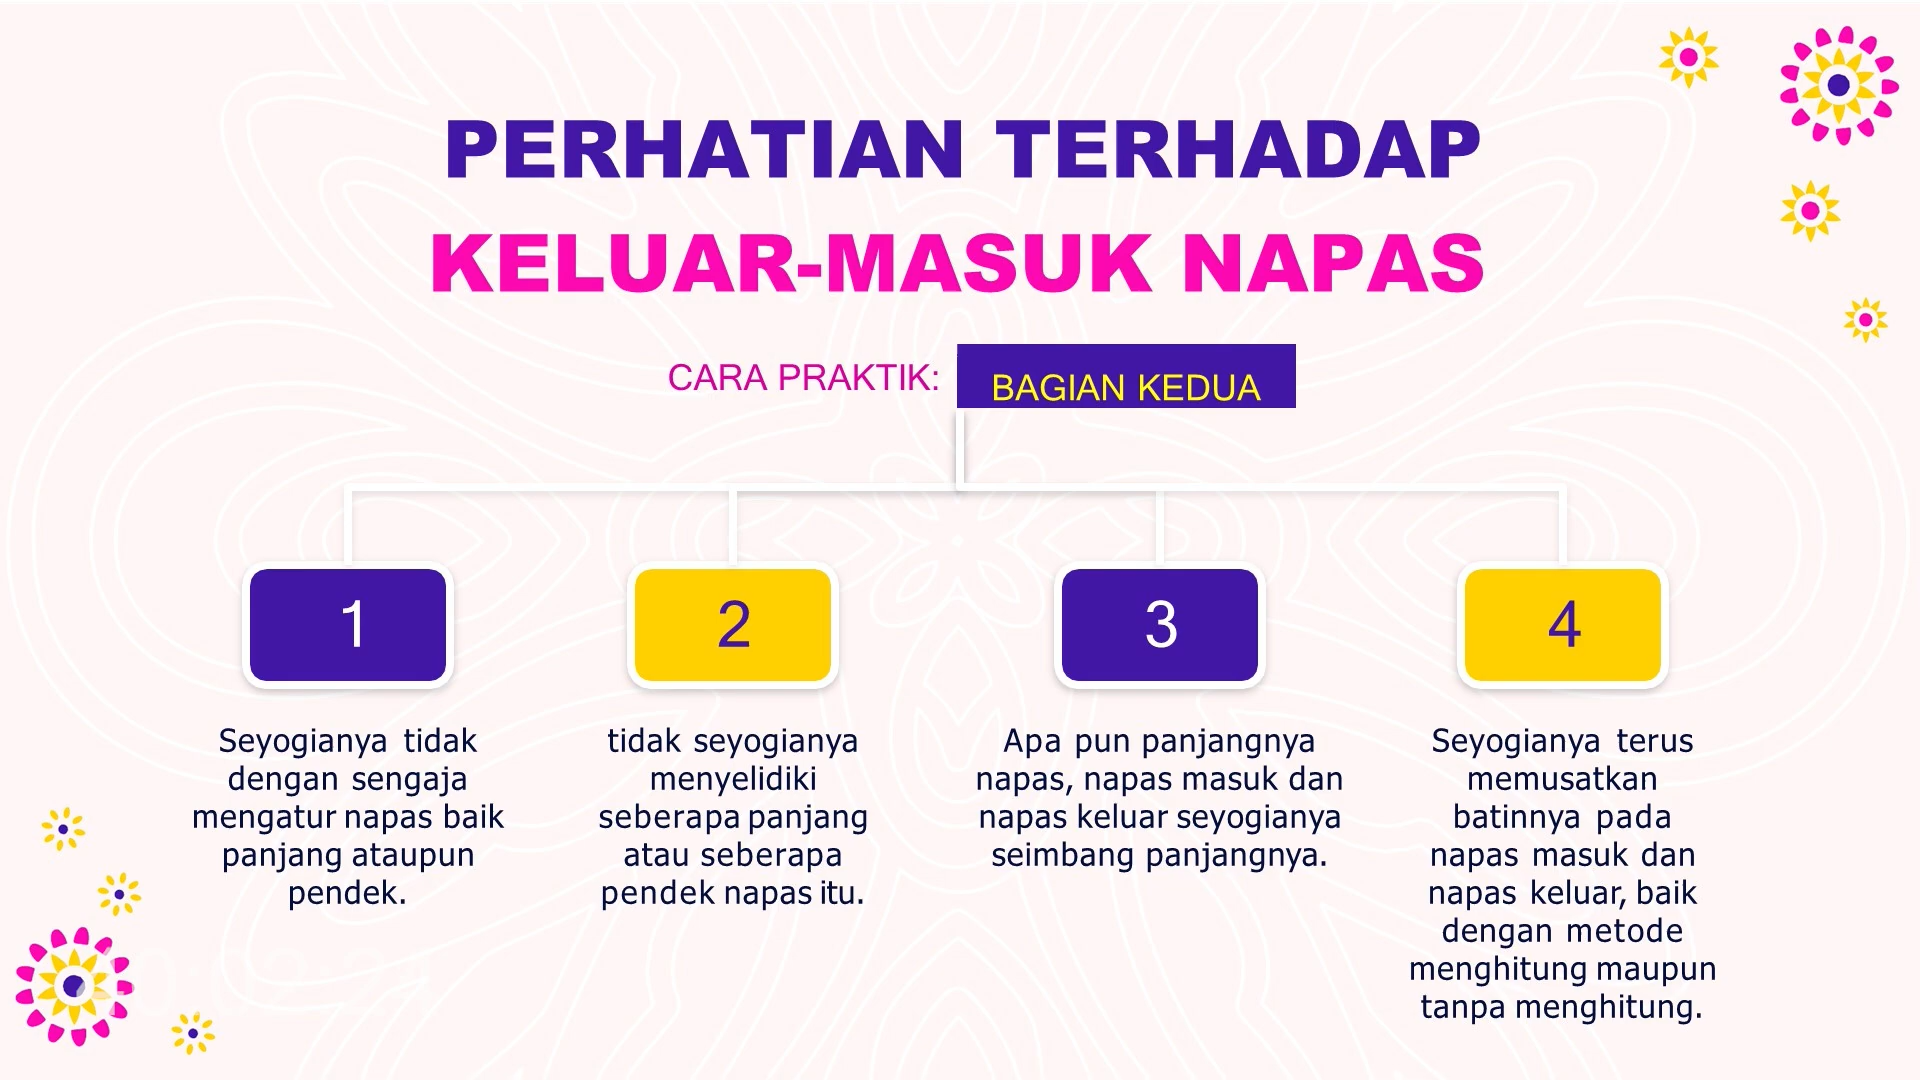 PERHATIAN TERHADAP
KELUAR-MASUK NAPAS
CARA PRAKTIK:
BAGIAN KEDUA
1
Seyogianya tidak
dengan sengaja
mengatur napas baik
panjang ataupun
pendek.
2
tidak seyogianya
menyelidiki
seberapa panjang
atau seberapa
pendek napas itu.
3
Apa pun panjangnya
napas, napas masuk dan
napas keluar seyogianya
seimbang panjangnya.
4
Seyogianya terus
memusatkan
batinnya pada
napas masuk dan
napas keluar, baik
dengan metode
menghitung maupun
tanpa menghitung.